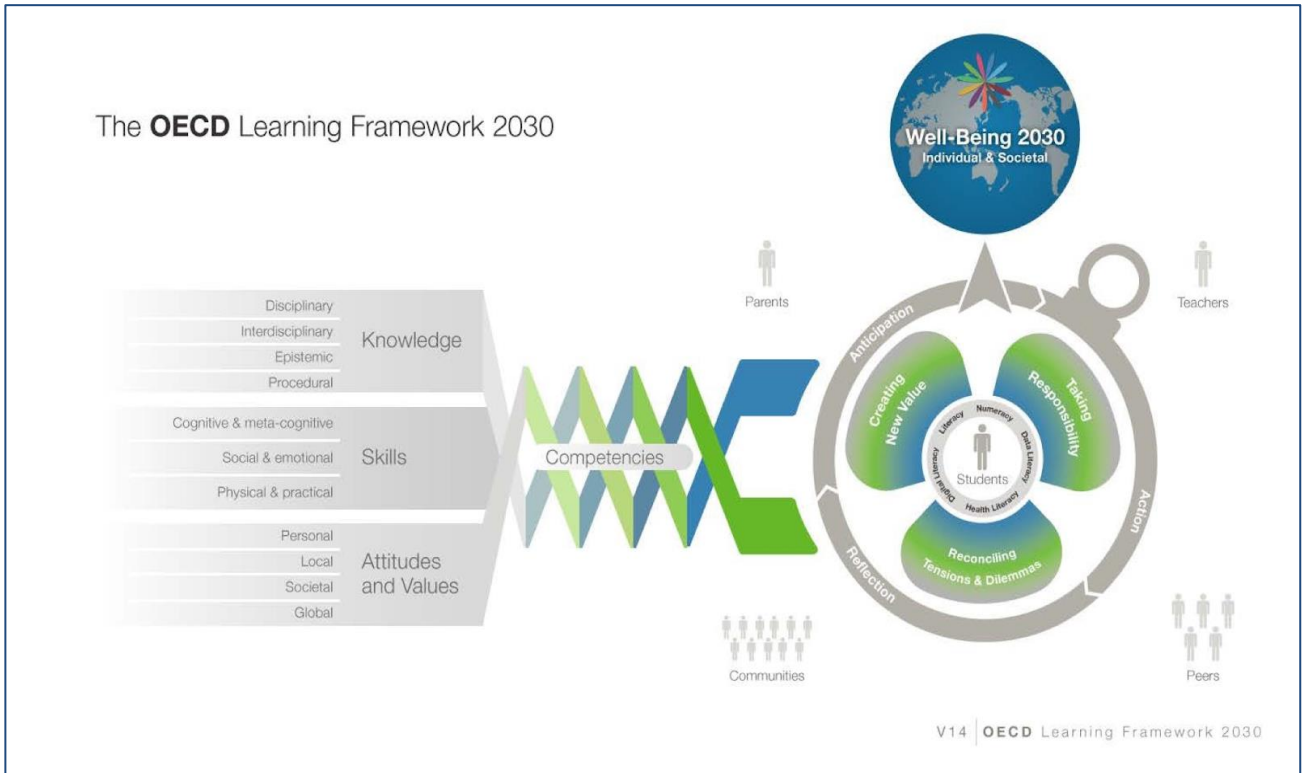 The OECD Learning Framework 2030
Well-Being 2030
Individual & Societal
Parents
Teachers
Disciplinary
Interdisciplinary
Epistemic
Procedural
Knowledge
Cognitive & meta-cognitive
Social & emotional
Physical & practical
Skills
Personal
Local
Societal
Global
Attitudes
and Values
Competencies
Anticipation
Action
Reflection
Creating
New Value
Taking
Responsibility
Reconciling
Tensions & Dilemmas
Literacy
Numeracy
Data Literacy
Health Literacy
Digital Literacy
Students
Communities
Peers
V14 OECD Learning Framework 2030